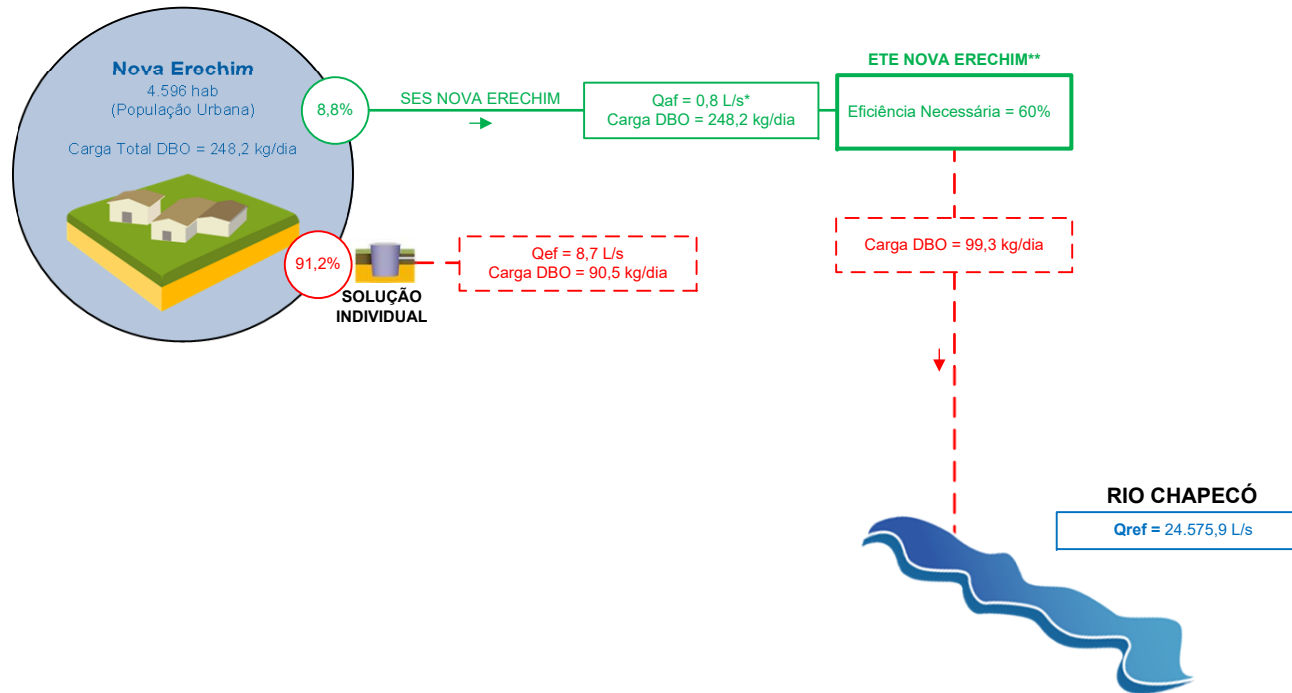 Nova Erechim
4.596 hab
(População Urbana)
Carga Total DBO = 248,2 kg/dia
8,8%
SES NOVA ERECHIM
Qaf = 0,8 L/s*
Carga DBO = 248,2 kg/dia
ETE NOVA ERECHIM**
Eficiência Necessária = 60%
91,2%
SOLUÇÃO
INDIVIDUAL
Qef = 8,7 L/s
Carga DBO = 90,5 kg/dia
Carga DBO = 99,3 kg/dia
RIO CHAPECÓ
Qref = 24.575,9 L/s